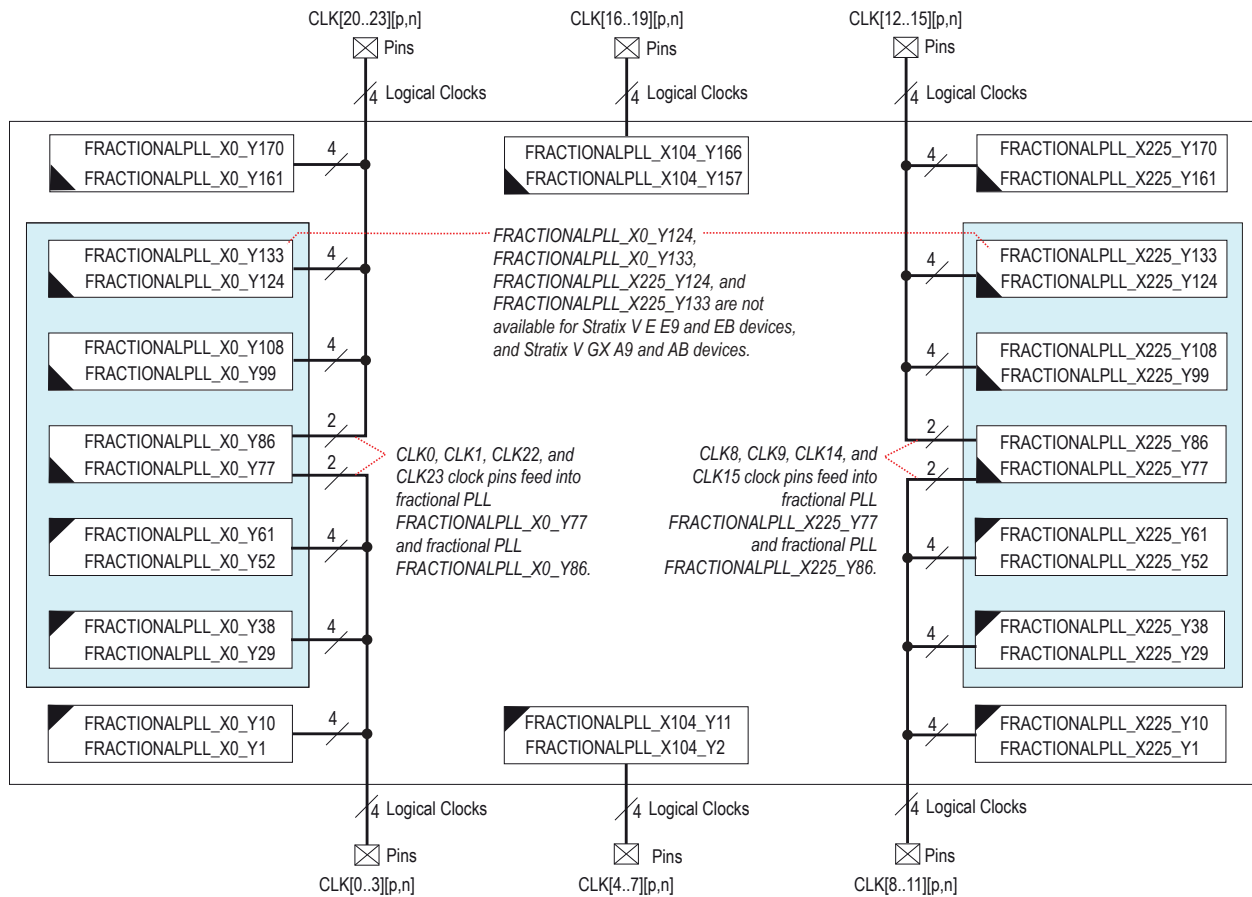 CLK[20..23][p,n]
CLK[16..19][p,n]
CLK[12..15][p,n]
Pins
Pins
Pins
4 Logical Clocks
4 Logical Clocks
4 Logical Clocks
FRACTIONALPLL_X0_Y170
FRACTIONALPLL_X0_Y161
4
FRACTIONALPLL_X104_Y166
FRACTIONALPLL_X104_Y157
4
FRACTIONALPLL_X225_Y170
FRACTIONALPLL_X225_Y161
FRACTIONALPLL_X0_Y133
FRACTIONALPLL_X0_Y124
4
FRACTIONALPLL_X0_Y124,
FRACTIONALPLL_X0_Y133,
FRACTIONALPLL_X225_Y124, and
FRACTIONALPLL_X225_Y133 are not
available for Stratix V E E9 and EB devices,
and Stratix V GX A9 and AB devices.
4
FRACTIONALPLL_X225_Y133
FRACTIONALPLL_X225_Y124
FRACTIONALPLL_X0_Y108
FRACTIONALPLL_X0_Y99
4
4
FRACTIONALPLL_X225_Y108
FRACTIONALPLL_X225_Y99
FRACTIONALPLL_X0_Y86
FRACTIONALPLL_X0_Y77
2
2
CLK0, CLK1, CLK22, and
CLK23 clock pins feed into
fractional PLL
FRACTIONALPLL_X0_Y77
and fractional PLL
FRACTIONALPLL_X0_Y86.
CLK8, CLK9, CLK14, and
CLK15 clock pins feed into
fractional PLL
FRACTIONALPLL_X225_Y77
and fractional PLL
FRACTIONALPLL_X225_Y86.
2
2
FRACTIONALPLL_X225_Y86
FRACTIONALPLL_X225_Y77
FRACTIONALPLL_X0_Y61
FRACTIONALPLL_X0_Y52
4
4
FRACTIONALPLL_X225_Y61
FRACTIONALPLL_X225_Y52
FRACTIONALPLL_X0_Y38
FRACTIONALPLL_X0_Y29
4
4
FRACTIONALPLL_X225_Y38
FRACTIONALPLL_X225_Y29
FRACTIONALPLL_X0_Y10
FRACTIONALPLL_X0_Y1
4
FRACTIONALPLL_X104_Y11
FRACTIONALPLL_X104_Y2
4
FRACTIONALPLL_X225_Y10
FRACTIONALPLL_X225_Y1
4 Logical Clocks
4 Logical Clocks
4 Logical Clocks
Pins
Pins
Pins
CLK[0..3][p,n]
CLK[4..7][p,n]
CLK[8..11][p,n]